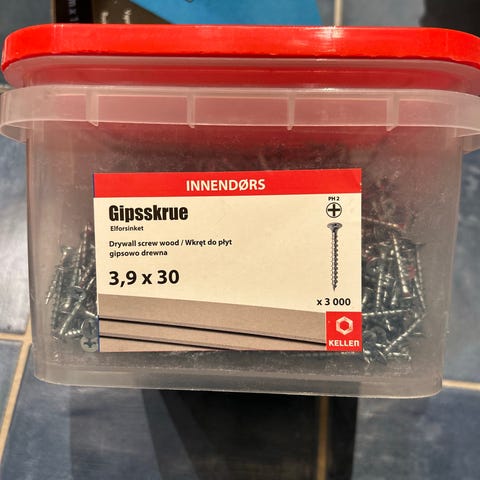 INNENDØRS
Gipsskrue
Elforsinket
Drywall screw wood / Wkręt do płyt
gipsowo drewna
3,9 x 30
PH 2
x 3 000
KELLEN